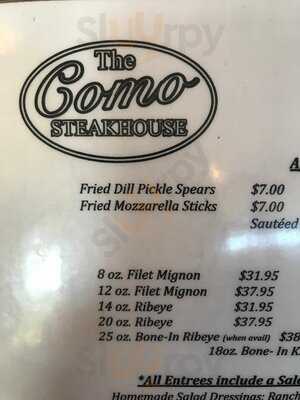 The
Como
STEAKHOUSE
A
Fried Dill Pickle Spears $7.00
Fried Mozzarella Sticks $7.00
Sautéed
8 oz. Filet Mignon $31.95
12 oz. Filet Mignon $37.95
14 oz. Ribeye $31.95
20 oz. Ribeye $37.95
25 oz. Bone-In Ribeye (when avail) $38
18oz. Bone- In K
*All Entrees include a Sala
Homemade Salad Dressings: Ranch